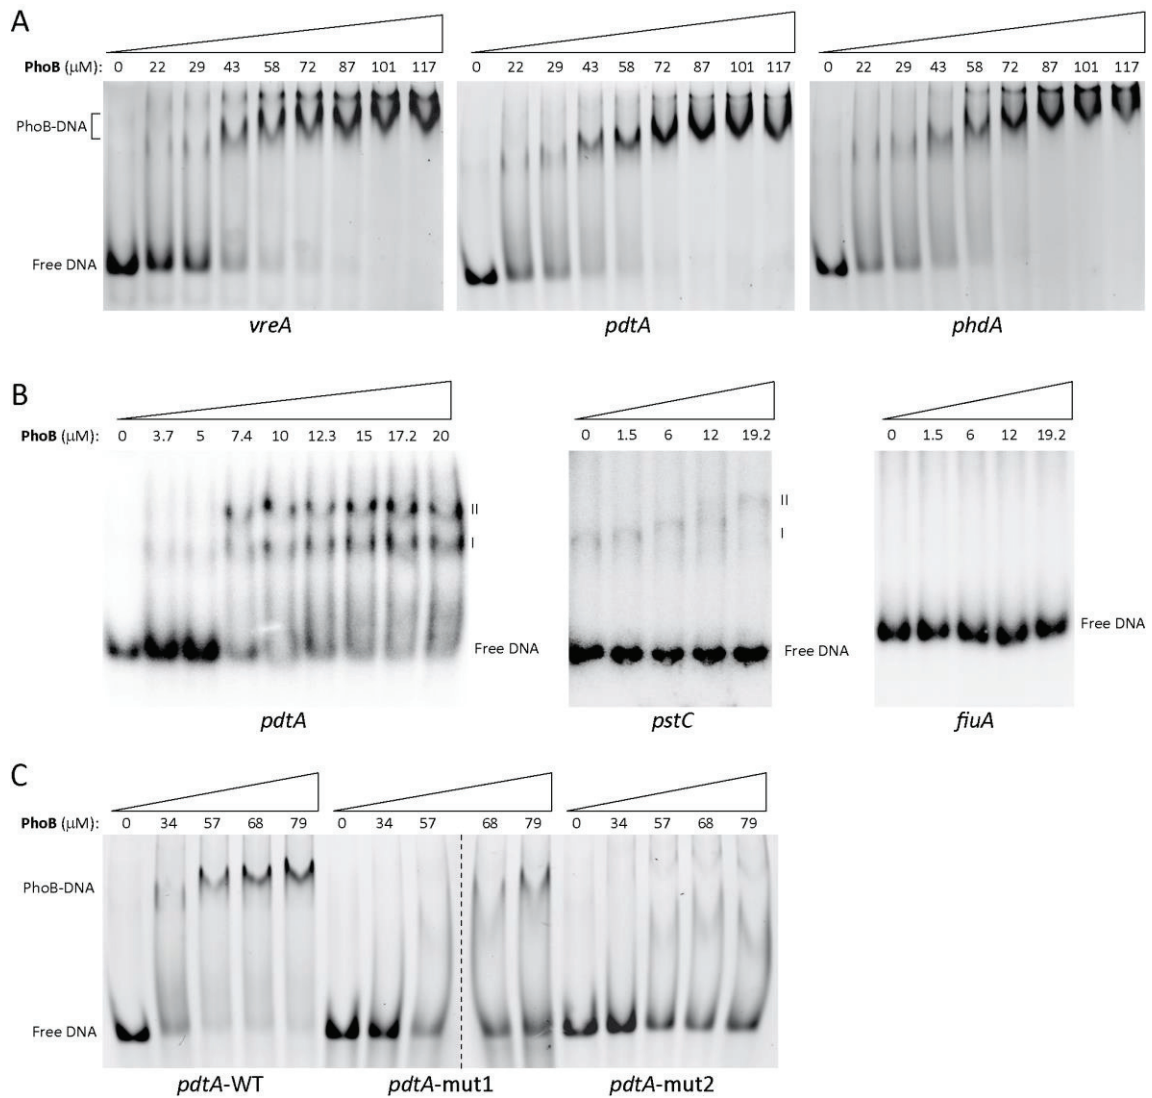 A
PhoB (µM): 0 22 29 43 58 72 87 101 117 0 22 29 43 58 72 87 101 117 0 22 29 43 58 72 87 101 117
PhoB-DNA
Free DNA
vreA pdtA phdA
B
PhoB (µM): 0 3.7 5 7.4 10 12.3 15 17.2 20 0 1.5 6 12 19.2 0 1.5 6 12 19.2
II II
I I
Free DNA Free DNA Free DNA
pdtA pstC fiuA
C
PhoB (µM): 0 34 57 68 79 0 34 57 68 79 0 34 57 68 79
PhoB-DNA
Free DNA
pdtA-WT pdtA-mut1 pdtA-mut2